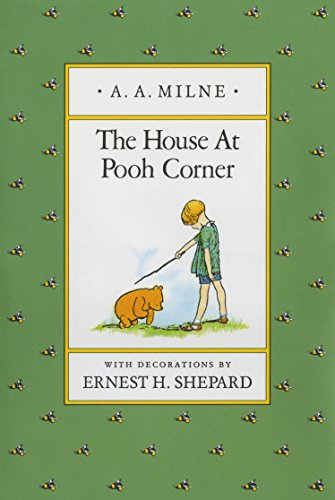 · A. A. MILNE ·
The House At
Pooh Corner
WITH DECORATIONS BY
ERNEST H. SHEPARD